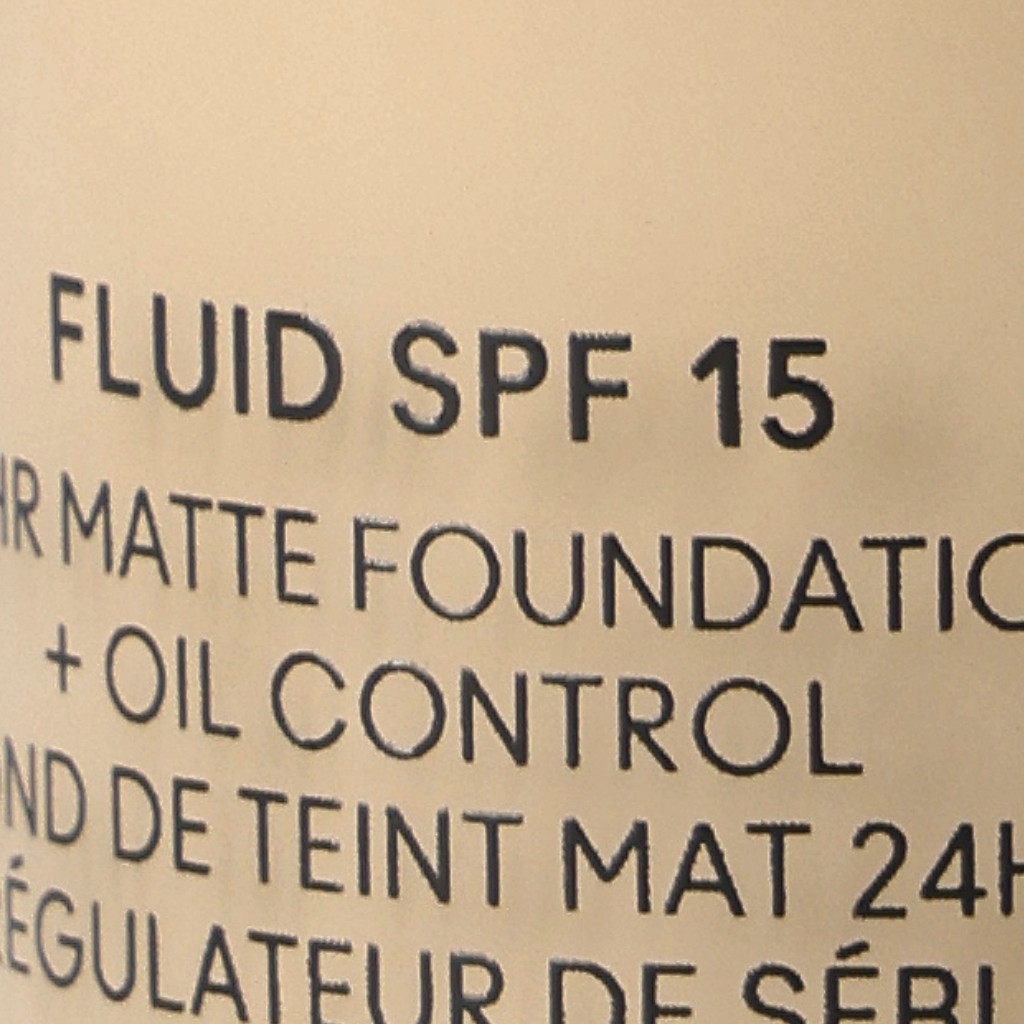 FLUID SPF 15
HR MATTE FOUNDATIO
+ OIL CONTROL
ND DE TEINT MAT 24H
ÉGULATEUR DE SÉBU